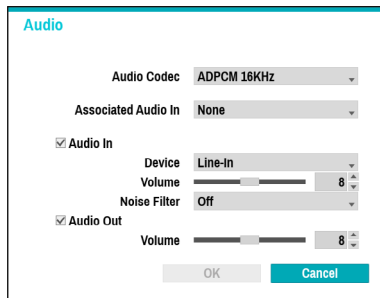 Audio
Audio Codec ADPCM 16KHz
Associated Audio In None
Audio In
Device Line-In
Volume 8
Noise Filter Off
Audio Out
Volume 8
OK Cancel